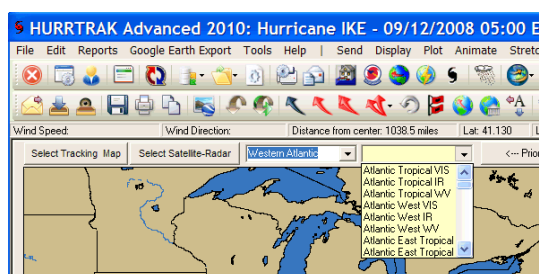 HURRTRAK Advanced 2010: Hurricane IKE - 09/12/2008 05:00 E
File Edit Reports Google Earth Export Tools Help | Send Display Plot Animate Stretc
Wind Speed: Wind Direction: Distance from center: 1038.5 miles Lat: 41.130 L
Select Tracking Map Select Satellite-Radar Western Atlantic <--- Prior
Atlantic Tropical VIS
Atlantic Tropical IR
Atlantic Tropical WV
Atlantic West VIS
Atlantic West IR
Atlantic West WV
Atlantic East Tropical
Atlantic East Tropical